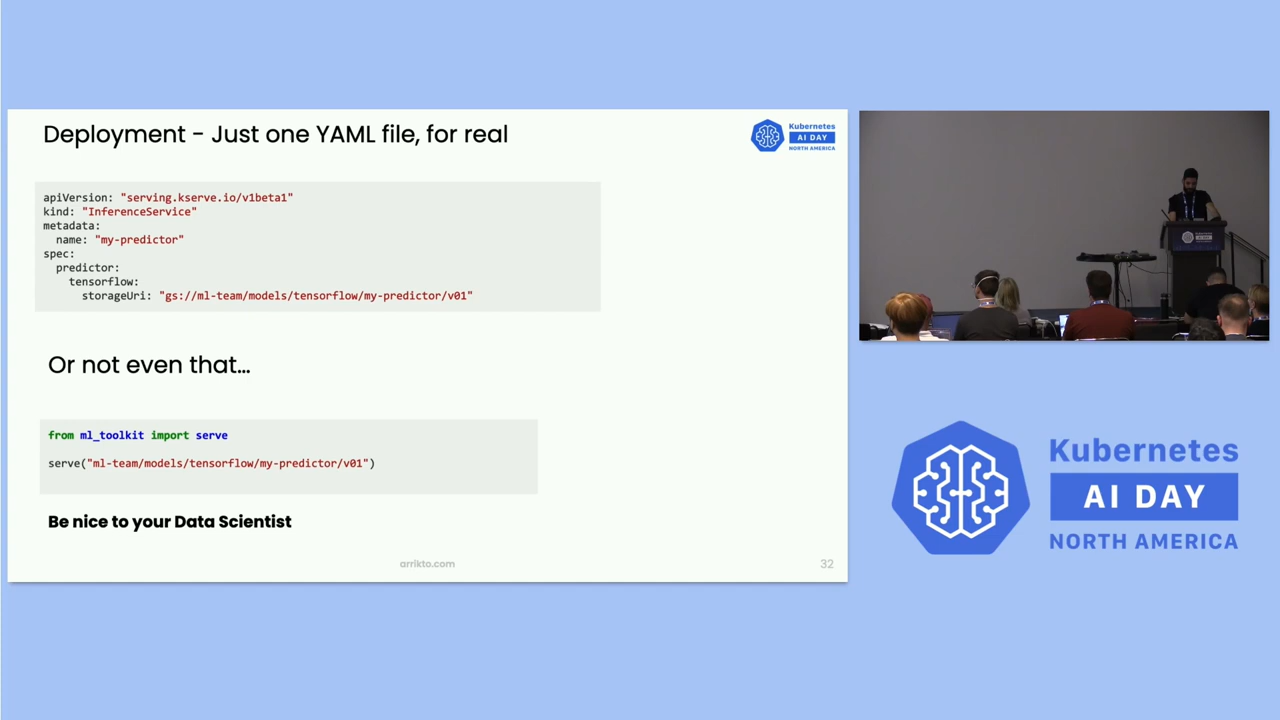 Deployment - Just one YAML file, for real
Kubernetes
AI DAY
NORTH AMERICA
apiVersion: "serving.kserve.io/v1beta1"
kind: "InferenceService"
metadata:
  name: "my-predictor"
spec:
  predictor:
    tensorflow:
      storageUri: "gs://ml-team/models/tensorflow/my-predictor/v01"
Or not even that...
from ml_toolkit import serve
serve("ml-team/models/tensorflow/my-predictor/v01")
Be nice to your Data Scientist
arrikto.com
32
Kubernetes
Kubernetes
AI DAY
NORTH AMERICA